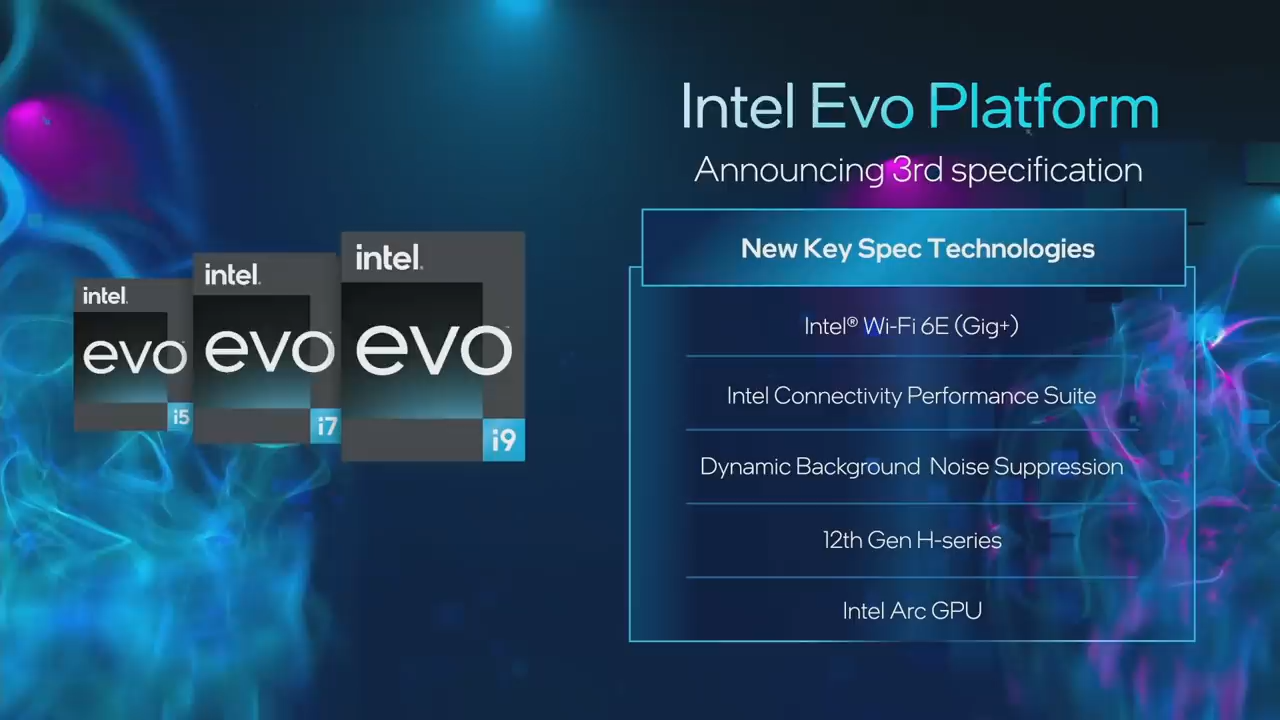 Intel Evo Platform
Announcing 3rd specification
New Key Spec Technologies
Intel® Wi-Fi 6E (Gig+)
Intel Connectivity Performance Suite
Dynamic Background Noise Suppression
12th Gen H-series
Intel Arc GPU
intel.
evo
i5
intel.
evo
i7
intel.
evo
i9